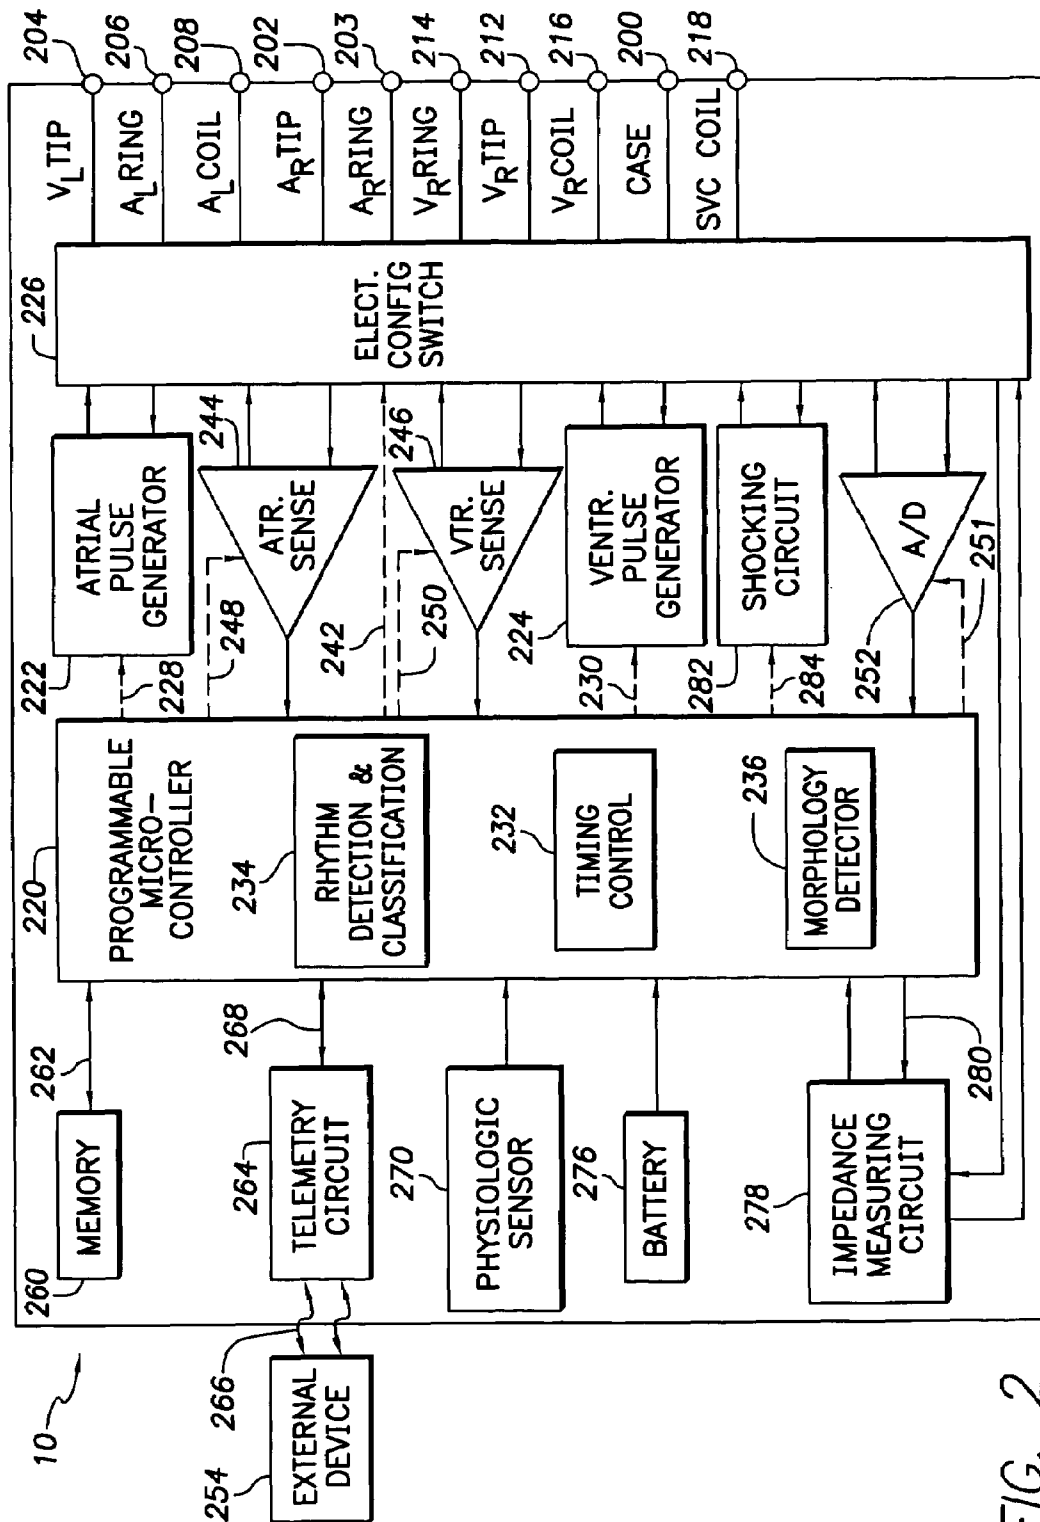 204
206
208
202
203
214
212
216
200
218
VLTIP
ALRING
ALCOIL
ARTIP
ARRING
VRRING
VRTIP
VRCOIL
CASE
SVC COIL
226
ELECT.
CONFIG
SWITCH
ATRIAL
PULSE
GENERATOR
222
228
244
ATR.
SENSE
248
242
246
VTR.
SENSE
250
VENTR.
PULSE
GENERATOR
224
230
SHOCKING
CIRCUIT
282
284
A/D
252
251
220
PROGRAMMABLE
MICRO-
CONTROLLER
234
RHYTHM
DETECTION &
CLASSIFICATION
232
TIMING
CONTROL
236
MORPHOLOGY
DETECTOR
262
MEMORY
260
268
264
TELEMETRY
CIRCUIT
270
PHYSIOLOGIC
SENSOR
276
BATTERY
278
IMPEDANCE
MEASURING
CIRCUIT
280
10
266
254
EXTERNAL
DEVICE
FIG. 2